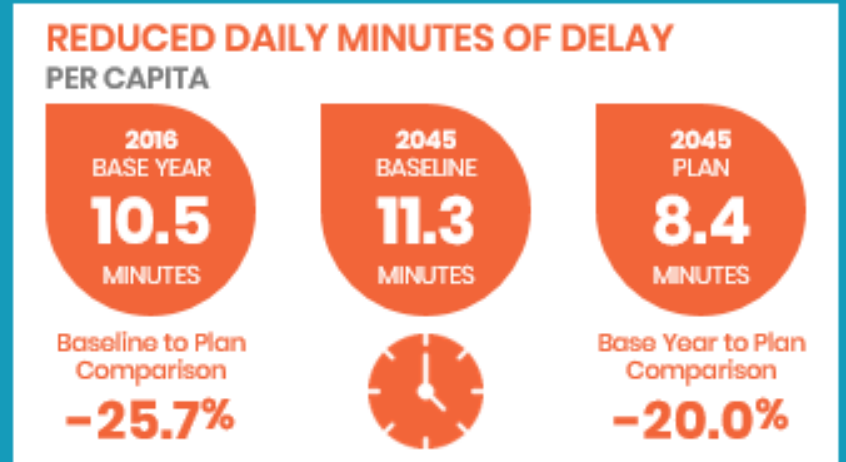 REDUCED DAILY MINUTES OF DELAY
PER CAPITA
2016
BASE YEAR
10.5
MINUTES
2045
BASELINE
11.3
MINUTES
2045
PLAN
8.4
MINUTES
Baseline to Plan
Comparison
-25.7%
Base Year to Plan
Comparison
-20.0%